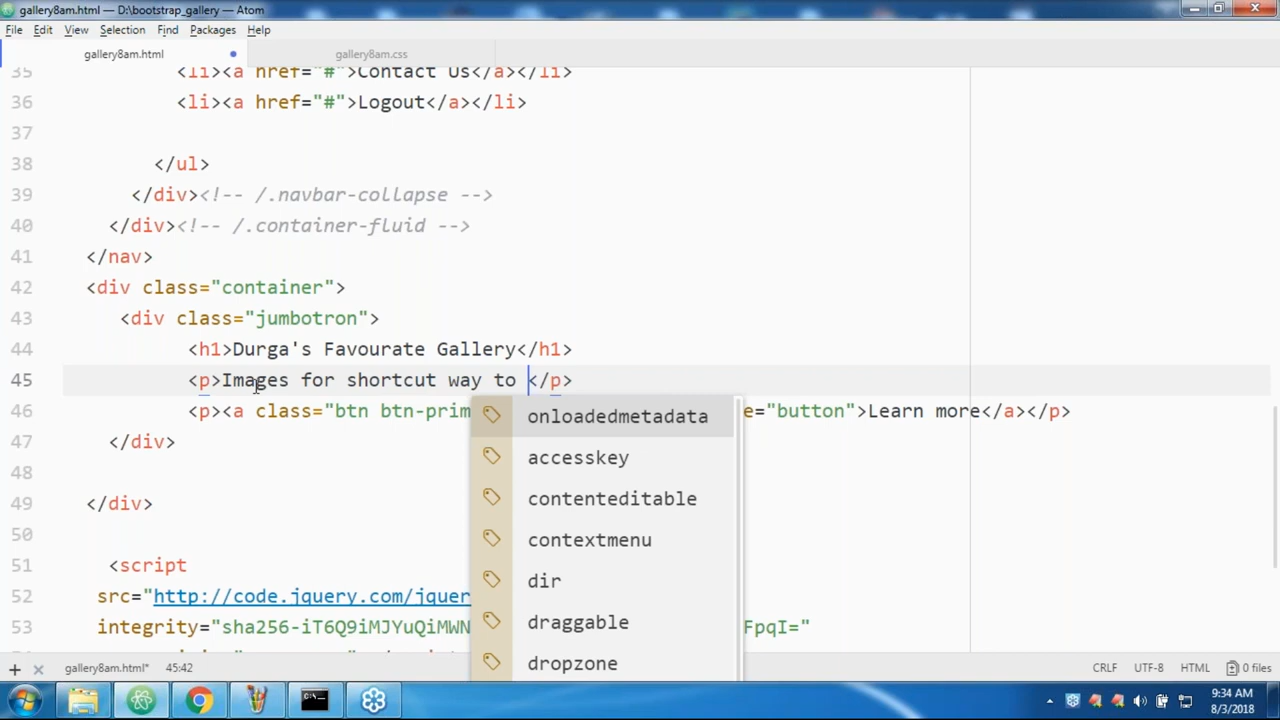 gallery8am.html — D:\bootstrap_gallery — Atom
File Edit View Selection Find Packages Help
gallery8am.html gallery8am.css
35 <li><a href="#">Contact Us</a></li>
36 <li><a href="#">Logout</a></li>
37
38 </ul>
39 </div><!-- /.navbar-collapse -->
40 </div><!-- /.container-fluid -->
41 </nav>
42 <div class="container">
43 <div class="jumbotron">
44 <h1>Durga's Favourate Gallery</h1>
45 <p>Images for shortcut way to </p>
46 <p><a class="btn btn-prim e="button">Learn more</a></p>
onloadedmetadata
47 </div>
accesskey
48
contenteditable
49 </div>
50
contextmenu
51 <script
dir
52 src="http://code.jquery.com/jquer
draggable
53 integrity="sha256-iT6Q9iMJYuQiMWN FpqI="
dropzone
gallery8am.html* 45:42 CRLF UTF-8 HTML 0 files
9:34 AM
8/3/2018